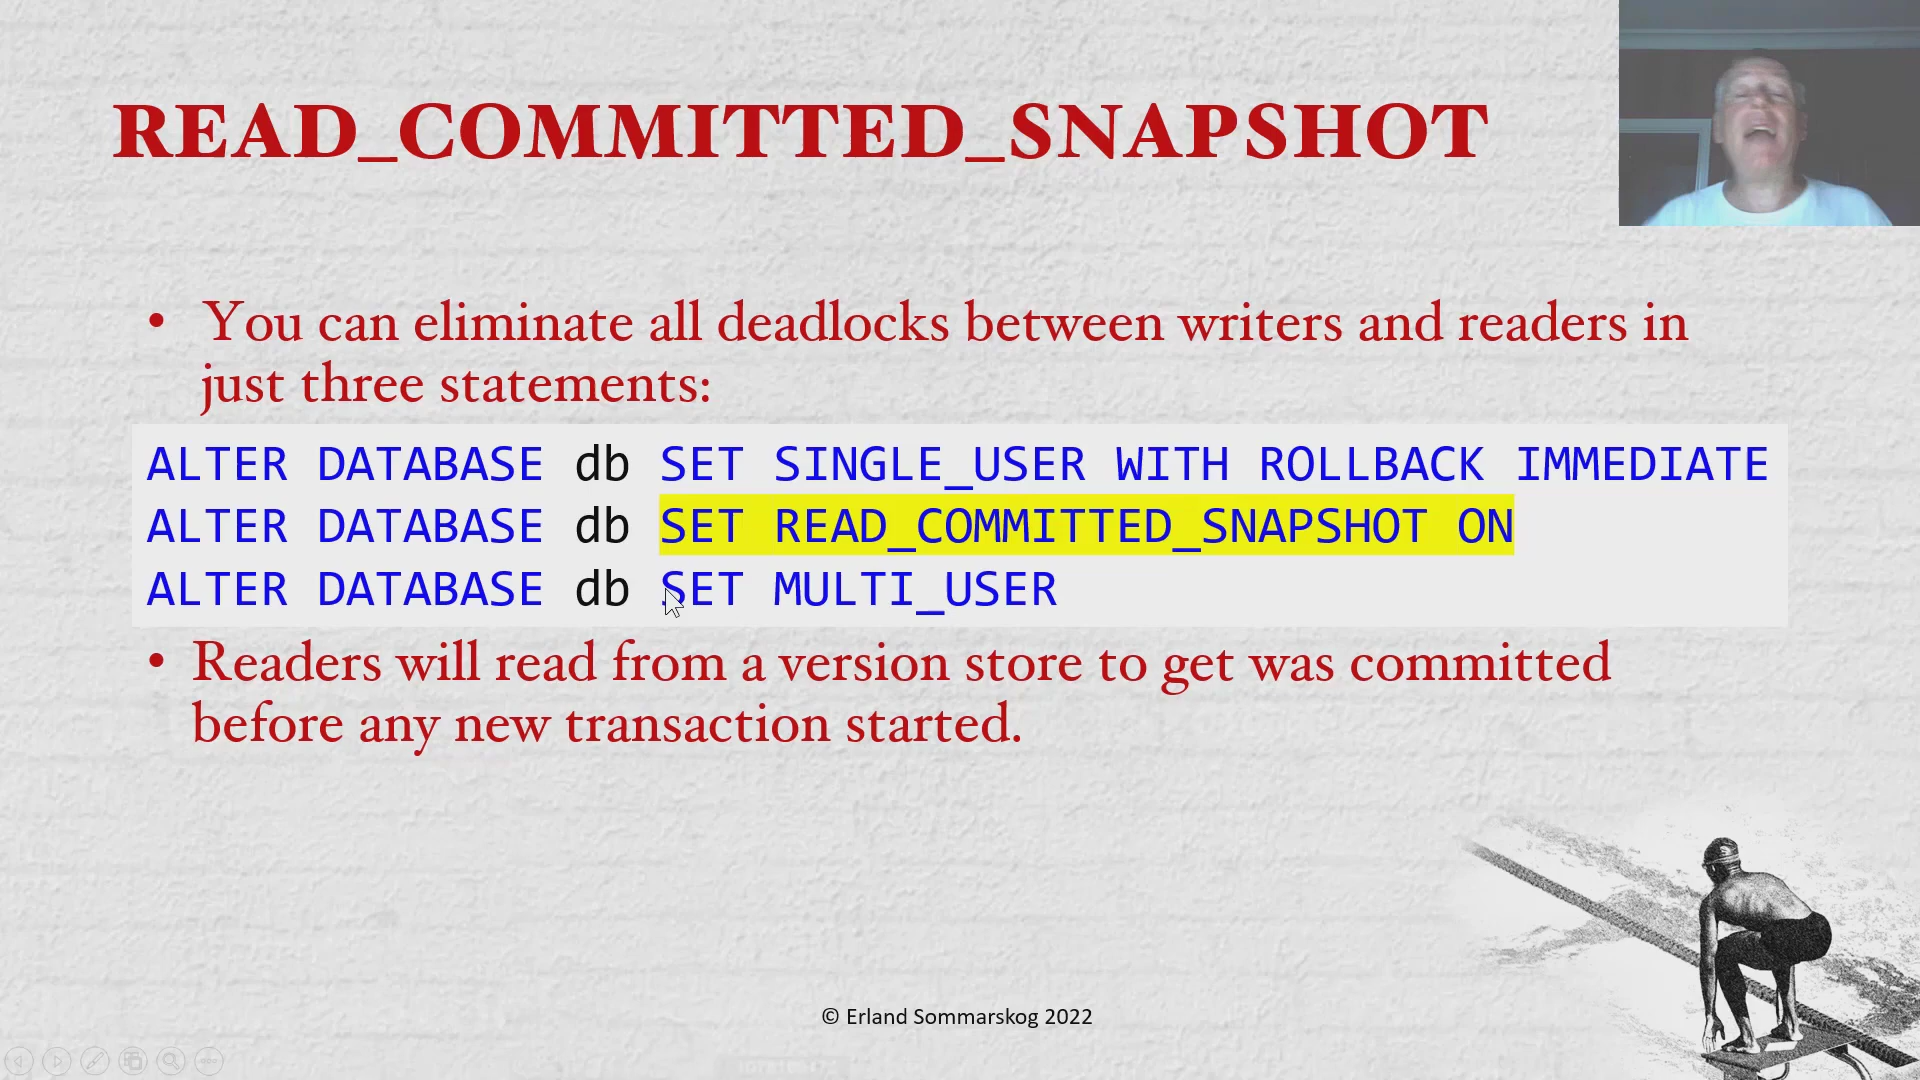 READ_COMMITTED_SNAPSHOT
• You can eliminate all deadlocks between writers and readers in
just three statements:
ALTER DATABASE db SET SINGLE_USER WITH ROLLBACK IMMEDIATE
ALTER DATABASE db SET READ_COMMITTED_SNAPSHOT ON
ALTER DATABASE db SET MULTI_USER
• Readers will read from a version store to get was committed
before any new transaction started.
© Erland Sommarskog 2022